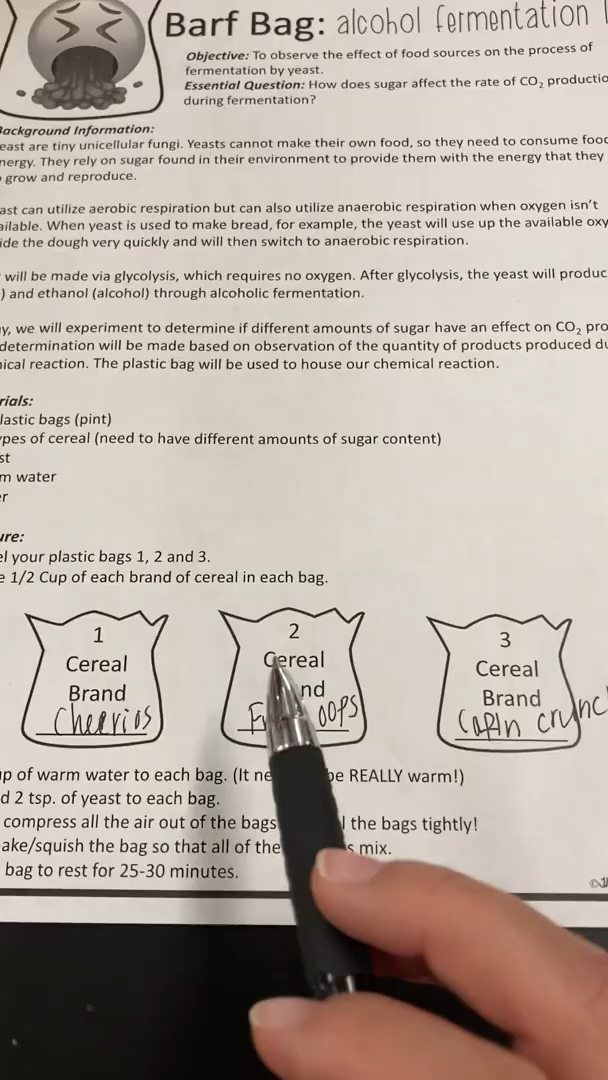 Barf Bag: alcohol fermentation
Objective: To observe the effect of food sources on the process of
fermentation by yeast.
Essential Question: How does sugar affect the rate of CO₂ productio
during fermentation?
Background Information:
east are tiny unicellular fungi. Yeasts cannot make their own food, so they need to consume food
nergy. They rely on sugar found in their environment to provide them with the energy that they
grow and reproduce.
ast can utilize aerobic respiration but can also utilize anaerobic respiration when oxygen isn't
ailable. When yeast is used to make bread, for example, the yeast will use up the available oxy
ide the dough very quickly and will then switch to anaerobic respiration.
will be made via glycolysis, which requires no oxygen. After glycolysis, the yeast will produc
) and ethanol (alcohol) through alcoholic fermentation.
y, we will experiment to determine if different amounts of sugar have an effect on CO₂ pro
determination will be made based on observation of the quantity of products produced du
ical reaction. The plastic bag will be used to house our chemical reaction.
rials:
lastic bags (pint)
pes of cereal (need to have different amounts of sugar content)
st
m water
er
ure:
el your plastic bags 1, 2 and 3.
e 1/2 Cup of each brand of cereal in each bag.
1
Cereal
Brand
Cheerios
2
Cereal
nd
oops
3
Cereal
Brand
Capin crunc
up of warm water to each bag. (It ne be REALLY warm!)
d 2 tsp. of yeast to each bag.
compress all the air out of the bags l the bags tightly!
ake/squish the bag so that all of the s mix.
bag to rest for 25-30 minutes.